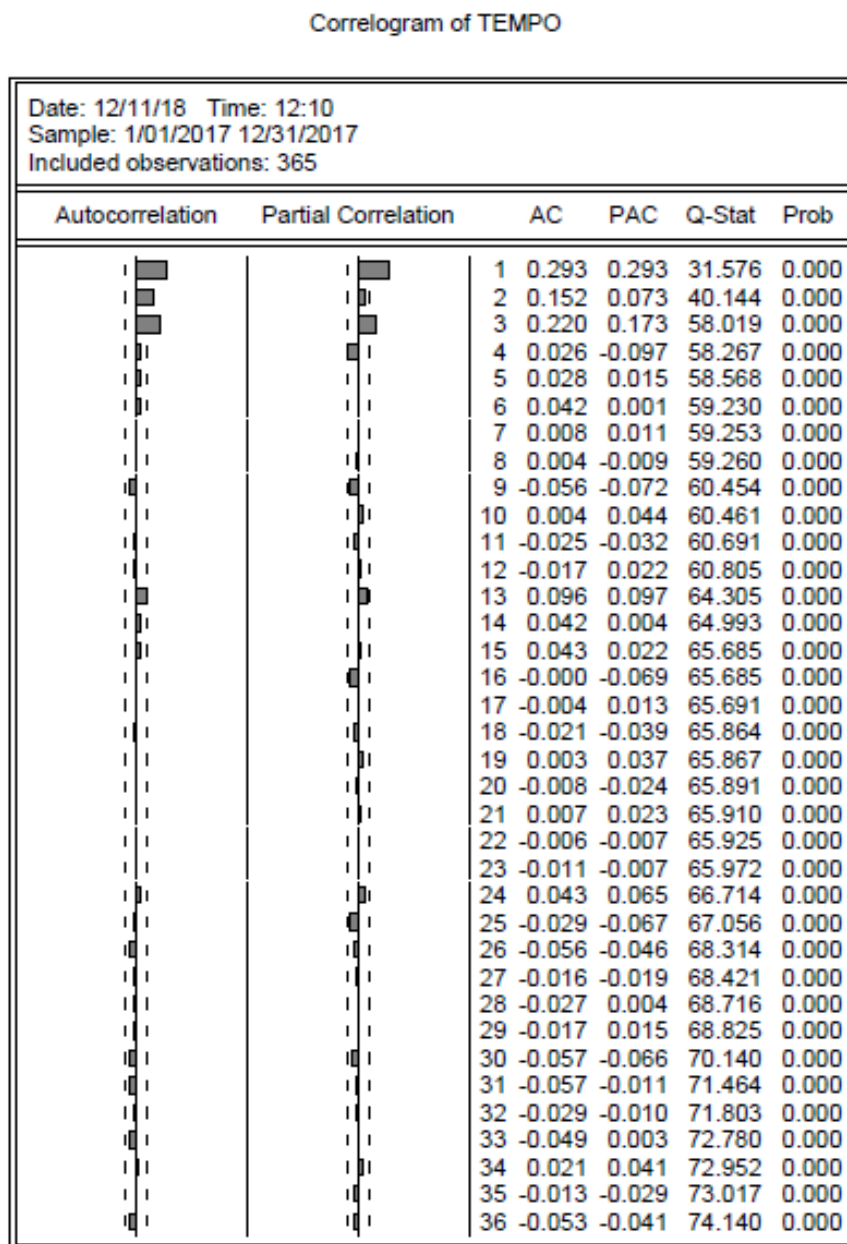 Correlogram of TEMPO
Date: 12/11/18 Time: 12:10
Sample: 1/01/2017 12/31/2017
Included observations: 365
Autocorrelation Partial Correlation AC PAC Q-Stat Prob
1 0.293 0.293 31.576 0.000
2 0.152 0.073 40.144 0.000
3 0.220 0.173 58.019 0.000
4 0.026 -0.097 58.267 0.000
5 0.028 0.015 58.568 0.000
6 0.042 0.001 59.230 0.000
7 0.008 0.011 59.253 0.000
8 0.004 -0.009 59.260 0.000
9 -0.056 -0.072 60.454 0.000
10 0.004 0.044 60.461 0.000
11 -0.025 -0.032 60.691 0.000
12 -0.017 0.022 60.805 0.000
13 0.096 0.097 64.305 0.000
14 0.042 0.004 64.993 0.000
15 0.043 0.022 65.685 0.000
16 -0.000 -0.069 65.685 0.000
17 -0.004 0.013 65.691 0.000
18 -0.021 -0.039 65.864 0.000
19 0.003 0.037 65.867 0.000
20 -0.008 -0.024 65.891 0.000
21 0.007 0.023 65.910 0.000
22 -0.006 -0.007 65.925 0.000
23 -0.011 -0.007 65.972 0.000
24 0.043 0.065 66.714 0.000
25 -0.029 -0.067 67.056 0.000
26 -0.056 -0.046 68.314 0.000
27 -0.016 -0.019 68.421 0.000
28 -0.027 0.004 68.716 0.000
29 -0.017 0.015 68.825 0.000
30 -0.057 -0.066 70.140 0.000
31 -0.057 -0.011 71.464 0.000
32 -0.029 -0.010 71.803 0.000
33 -0.049 0.003 72.780 0.000
34 0.021 0.041 72.952 0.000
35 -0.013 -0.029 73.017 0.000
36 -0.053 -0.041 74.140 0.000